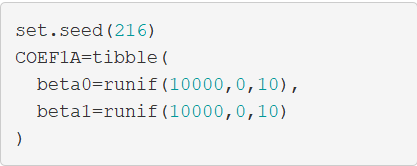 set.seed(216)
COEF1A=tibble(
  beta0=runif(10000,0,10),
  beta1=runif(10000,0,10)
)